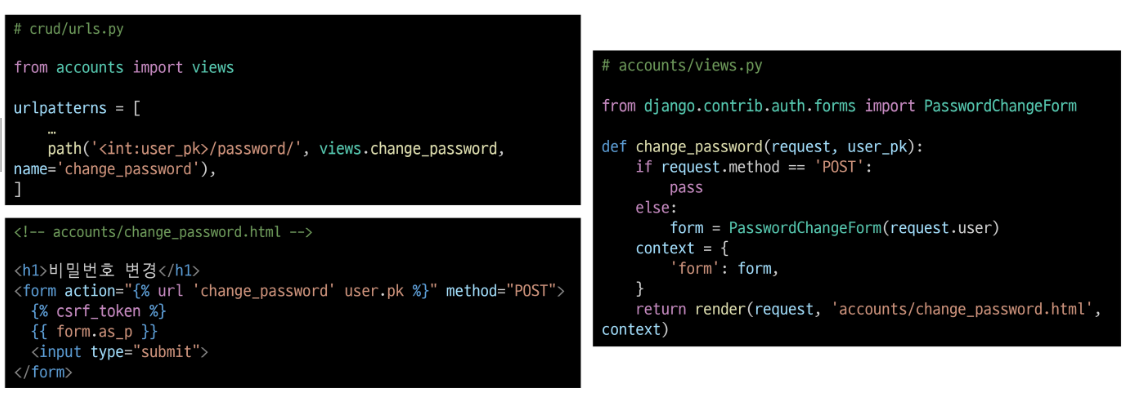 # crud/urls.py
from accounts import views
urlpatterns = [
…
path('<int:user_pk>/password/', views.change_password,
name='change_password'),
]
<!-- accounts/change_password.html -->
<h1>비밀번호 변경</h1>
<form action="{% url 'change_password' user.pk %}" method="POST">
{% csrf_token %}
{{ form.as_p }}
<input type="submit">
</form>
# accounts/views.py
from django.contrib.auth.forms import PasswordChangeForm
def change_password(request, user_pk):
if request.method == 'POST':
pass
else:
form = PasswordChangeForm(request.user)
context = {
'form': form,
}
return render(request, 'accounts/change_password.html',
context)